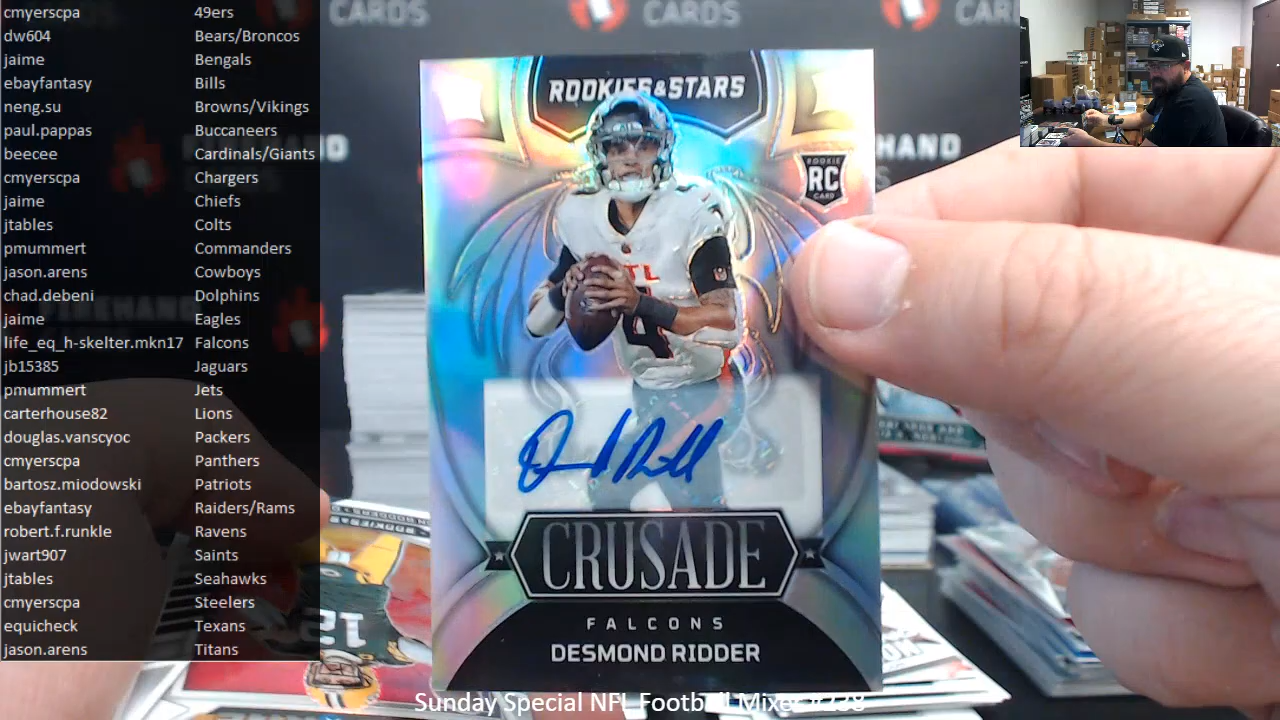 cmyerscpa 49ers
dw604 Bears/Broncos
jaime Bengals
ebayfantasy Bills
neng.su Browns/Vikings
paul.pappas Buccaneers
beecee Cardinals/Giants
cmyerscpa Chargers
jaime Chiefs
jtables Colts
pmummert Commanders
jason.arens Cowboys
chad.debeni Dolphins
jaime Eagles
life_eq_h-skelter.mkn17 Falcons
jb15385 Jaguars
pmummert Jets
carterhouse82 Lions
douglas.vanscyoc Packers
cmyerscpa Panthers
bartosz.miodowski Patriots
ebayfantasy Raiders/Rams
robert.f.runkle Ravens
jwart907 Saints
jtables Seahawks
cmyerscpa Steelers
equicheck Texans
jason.arens Titans
CARDS
CARDS
ROOKIES & STARS
ROOKIE
RC
CARD
ATL
4
CRUSADE
FALCONS
DESMOND RIDDER
12
Sunday Special NFL Football Mixer #238